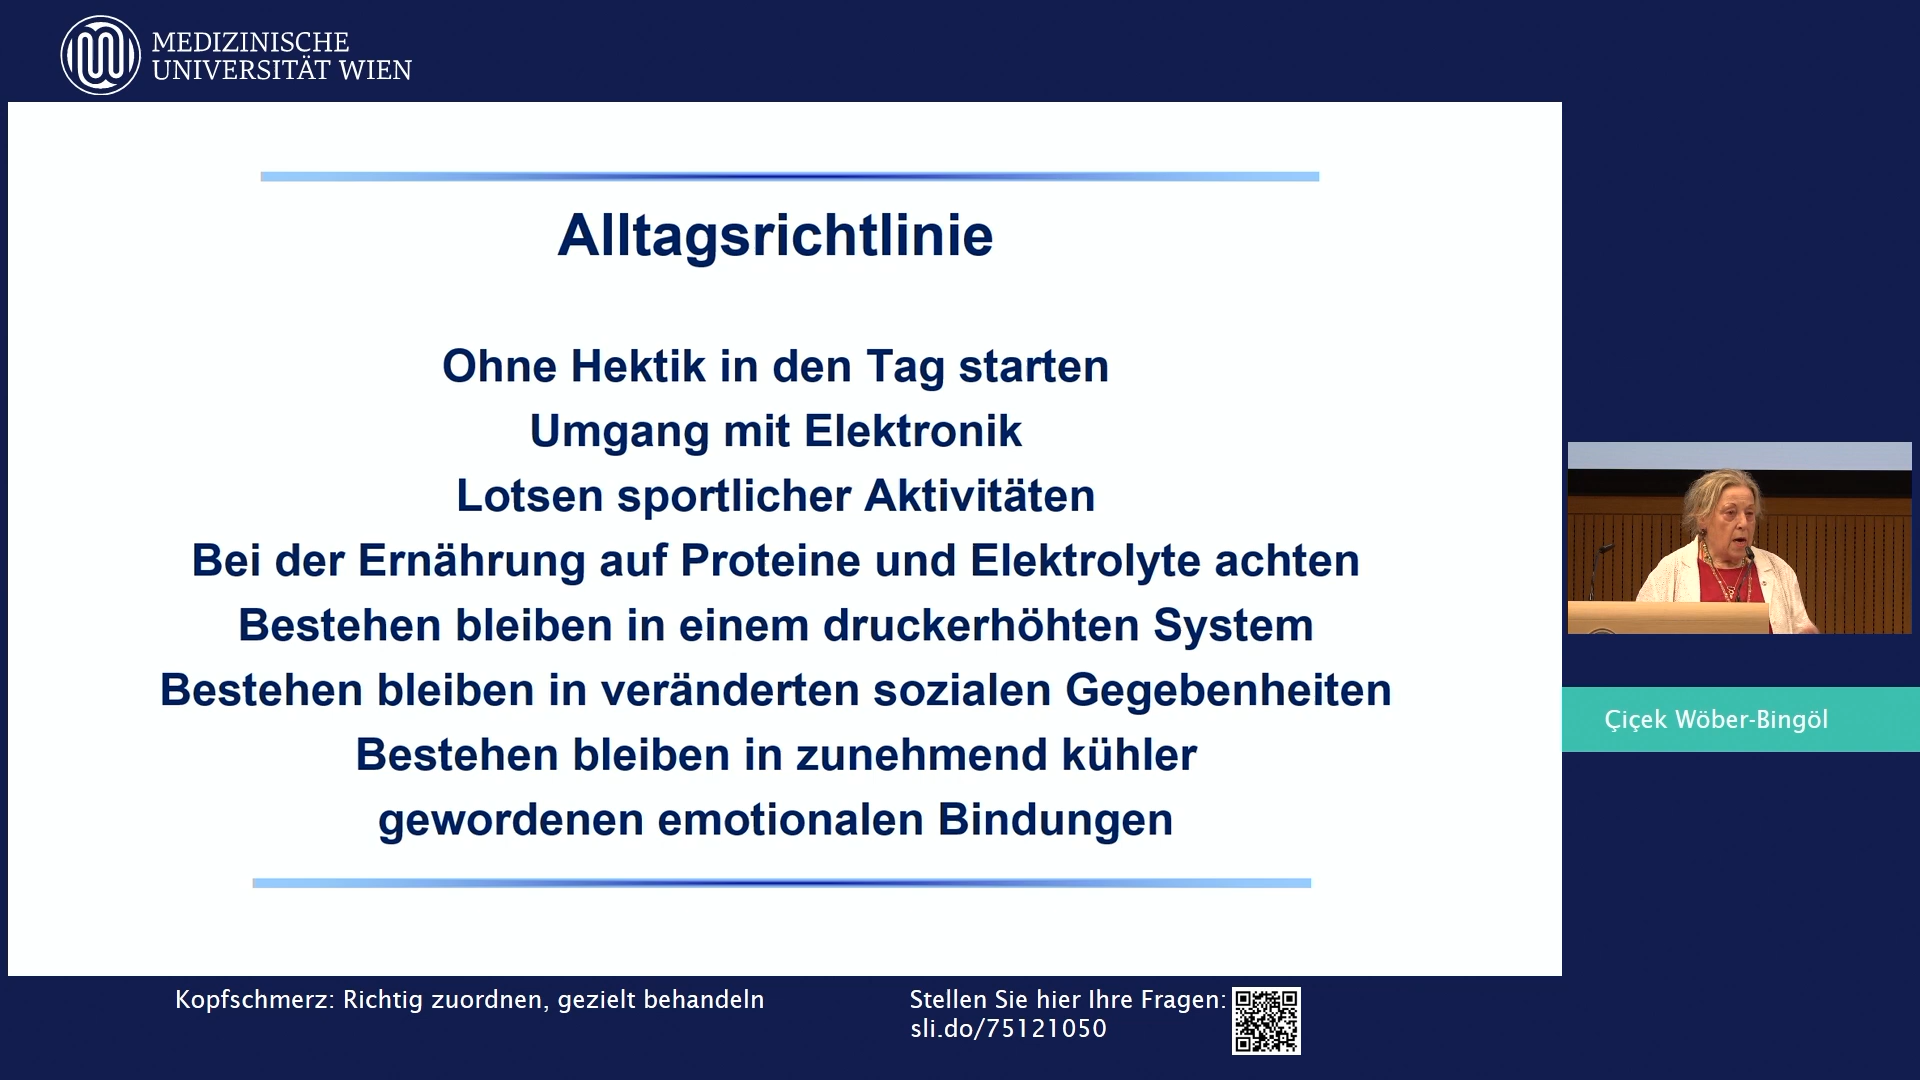 MEDIZINISCHE
UNIVERSITÄT WIEN
Alltagsrichtlinie
Ohne Hektik in den Tag starten
Umgang mit Elektronik
Lotsen sportlicher Aktivitäten
Bei der Ernährung auf Proteine und Elektrolyte achten
Bestehen bleiben in einem druckerhöhten System
Bestehen bleiben in veränderten sozialen Gegebenheiten
Bestehen bleiben in zunehmend kühler
gewordenen emotionalen Bindungen
Çiçek Wöber-Bingöl
Kopfschmerz: Richtig zuordnen, gezielt behandeln
Stellen Sie hier Ihre Fragen:
sli.do/75121050